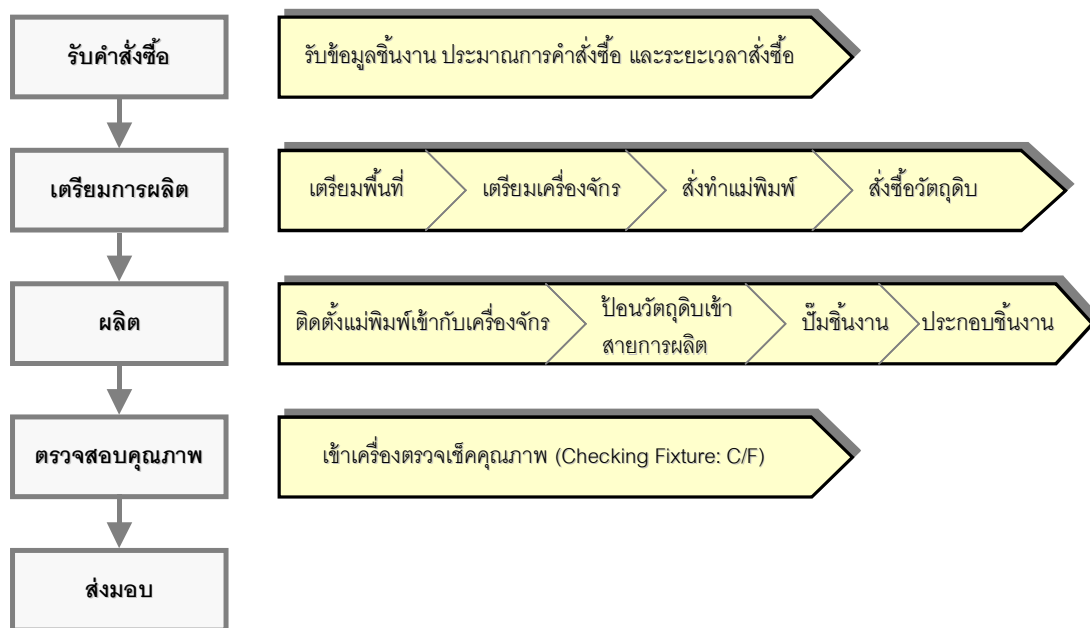 รับคำสั่งซื้อ
รับข้อมูลชิ้นงาน ประมาณการคำสั่งซื้อ และระยะเวลาสั่งซื้อ
เตรียมการผลิต
เตรียมพื้นที่
เตรียมเครื่องจักร
สั่งทำแม่พิมพ์
สั่งซื้อวัตถุดิบ
ผลิต
ติดตั้งแม่พิมพ์เข้ากับเครื่องจักร
ป้อนวัตถุดิบเข้า
สายการผลิต
ปั๊มชิ้นงาน
ประกอบชิ้นงาน
ตรวจสอบคุณภาพ
เข้าเครื่องตรวจเช็คคุณภาพ (Checking Fixture: C/F)
ส่งมอบ